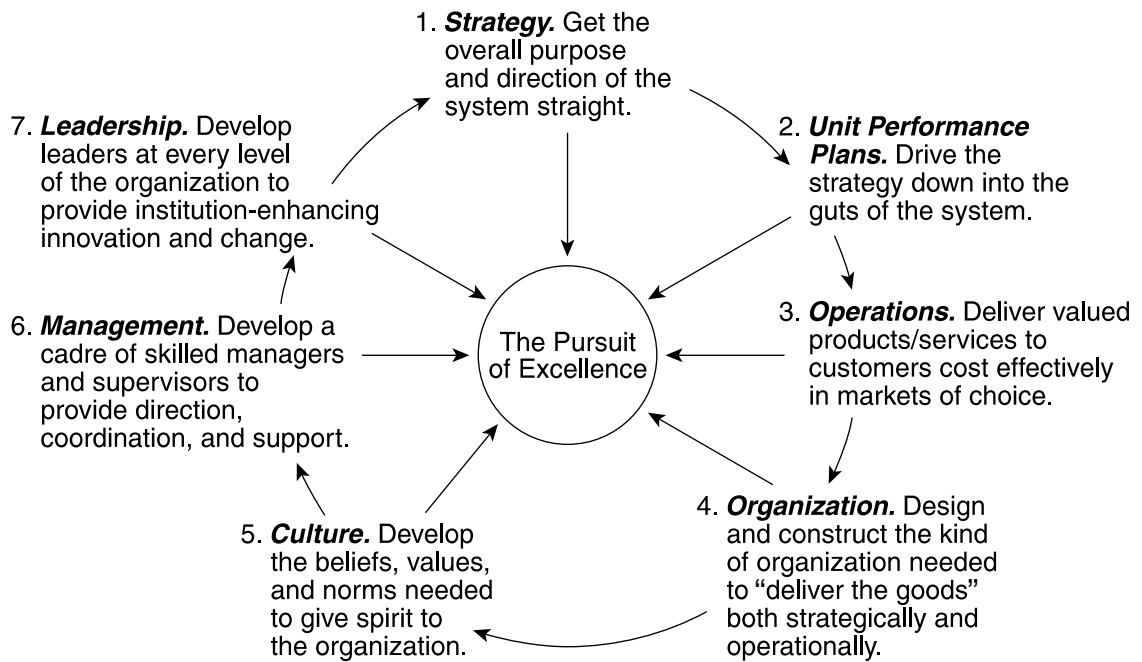 1. Strategy. Get the
overall purpose
and direction of the
system straight.
2. Unit Performance
Plans. Drive the
strategy down into the
guts of the system.
3. Operations. Deliver valued
products/services to
customers cost effectively
in markets of choice.
4. Organization. Design
and construct the kind
of organization needed
to “deliver the goods”
both strategically and
operationally.
5. Culture. Develop
the beliefs, values,
and norms needed
to give spirit to
the organization.
6. Management. Develop a
cadre of skilled managers
and supervisors to
provide direction,
coordination, and support.
7. Leadership. Develop
leaders at every level
of the organization to
provide institution-enhancing
innovation and change.
The Pursuit
of Excellence